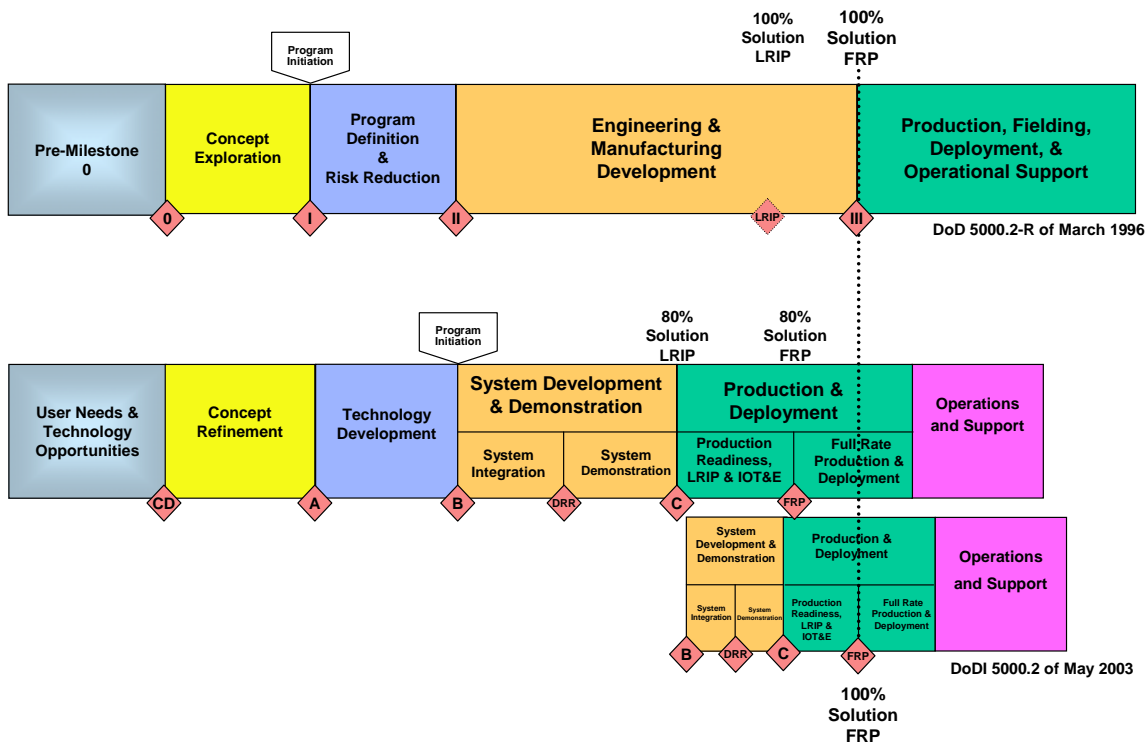 100%
Solution
LRIP
100%
Solution
FRP
Program
Initiation
Pre-Milestone
0
Concept
Exploration
Program
Definition
&
Risk Reduction
Engineering &
Manufacturing
Development
Production, Fielding,
Deployment, &
Operational Support
0
I
II
LRIP
III
DoD 5000.2-R of March 1996
Program
Initiation
80%
Solution
LRIP
80%
Solution
FRP
User Needs &
Technology
Opportunities
Concept
Refinement
Technology
Development
System Development
& Demonstration
System
Integration
System
Demonstration
Production &
Deployment
Production
Readiness,
LRIP & IOT&E
Full Rate
Production &
Deployment
Operations
and Support
CD
A
B
DRR
C
FRP
System
Development &
Demonstration
System
Integration
System
Demonstration
Production &
Deployment
Production
Readiness,
LRIP &
IOT&E
Full Rate
Production &
Deployment
Operations
and Support
B
DRR
C
FRP
DoDI 5000.2 of May 2003
100%
Solution
FRP